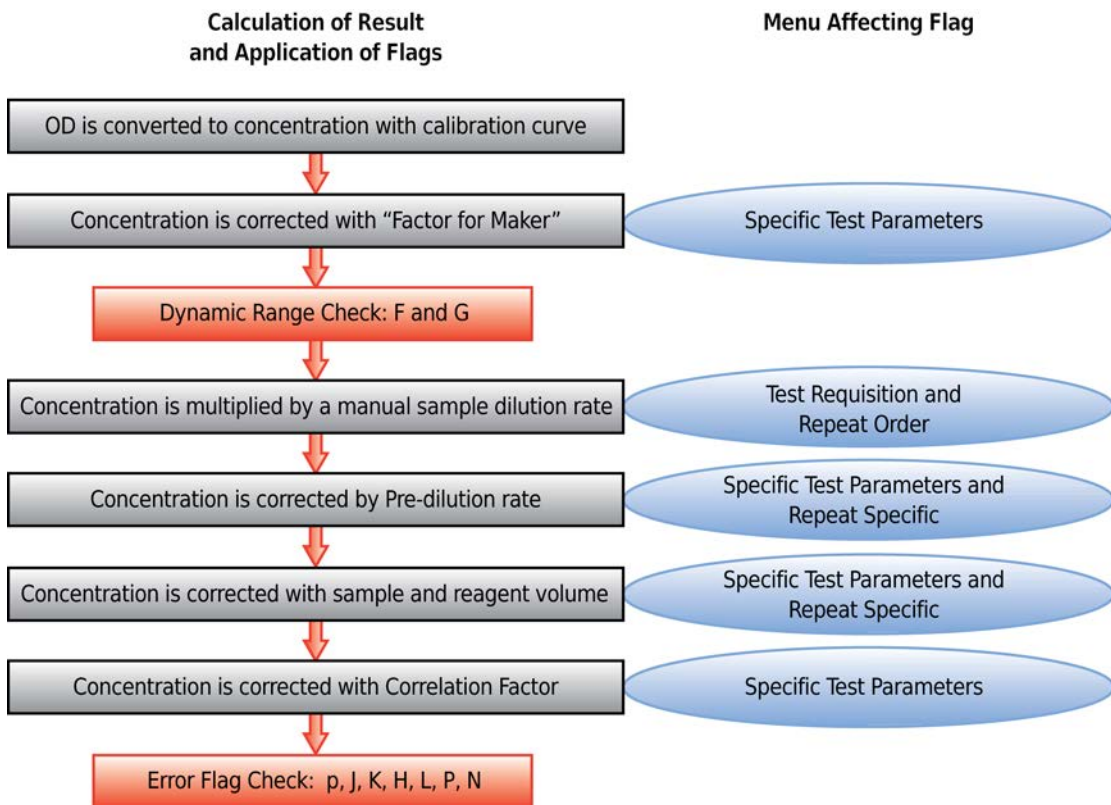 Calculation of Result
and Application of Flags
Menu Affecting Flag
OD is converted to concentration with calibration curve
Concentration is corrected with “Factor for Maker”
Specific Test Parameters
Dynamic Range Check: F and G
Concentration is multiplied by a manual sample dilution rate
Test Requisition and
Repeat Order
Concentration is corrected by Pre-dilution rate
Specific Test Parameters and
Repeat Specific
Concentration is corrected with sample and reagent volume
Specific Test Parameters and
Repeat Specific
Concentration is corrected with Correlation Factor
Specific Test Parameters
Error Flag Check: p, J, K, H, L, P, N